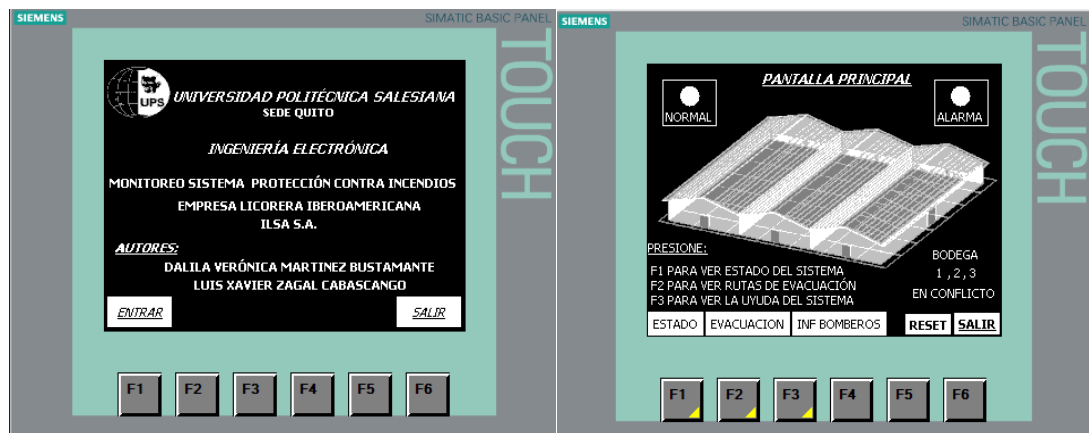 SIEMENS
SIMATIC BASIC PANEL
TOUCH
UPS
UNIVERSIDAD POLITÉCNICA SALESIANA
SEDE QUITO
INGENIERÍA ELECTRÓNICA
MONITOREO SISTEMA PROTECCIÓN CONTRA INCENDIOS
EMPRESA LICORERA IBEROAMERICANA
ILSA S.A.
AUTORES:
DALILA VERÓNICA MARTINEZ BUSTAMANTE
LUIS XAVIER ZAGAL CABASCANGO
ENTRAR
SALIR
F1 F2 F3 F4 F5 F6
SIEMENS
SIMATIC BASIC PANEL
TOUCH
PANTALLA PRINCIPAL
NORMAL
ALARMA
PRESIONE:
F1 PARA VER ESTADO DEL SISTEMA
F2 PARA VER RUTAS DE EVACUACIÓN
F3 PARA VER LA UYUDA DEL SISTEMA
BODEGA
1 ,2,3
EN CONFLICTO
ESTADO EVACUACION INF BOMBEROS RESET SALIR
F1 F2 F3 F4 F5 F6